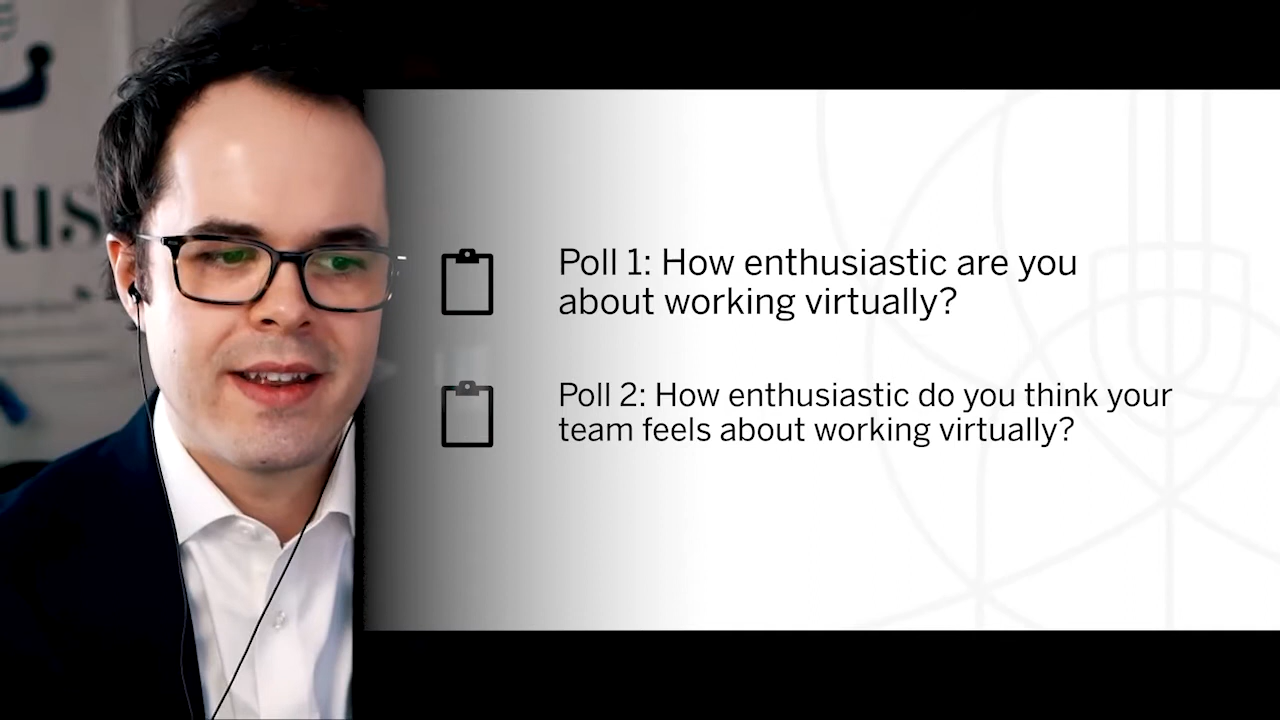 us
Poll 1: How enthusiastic are you
about working virtually?
Poll 2: How enthusiastic do you think your
team feels about working virtually?